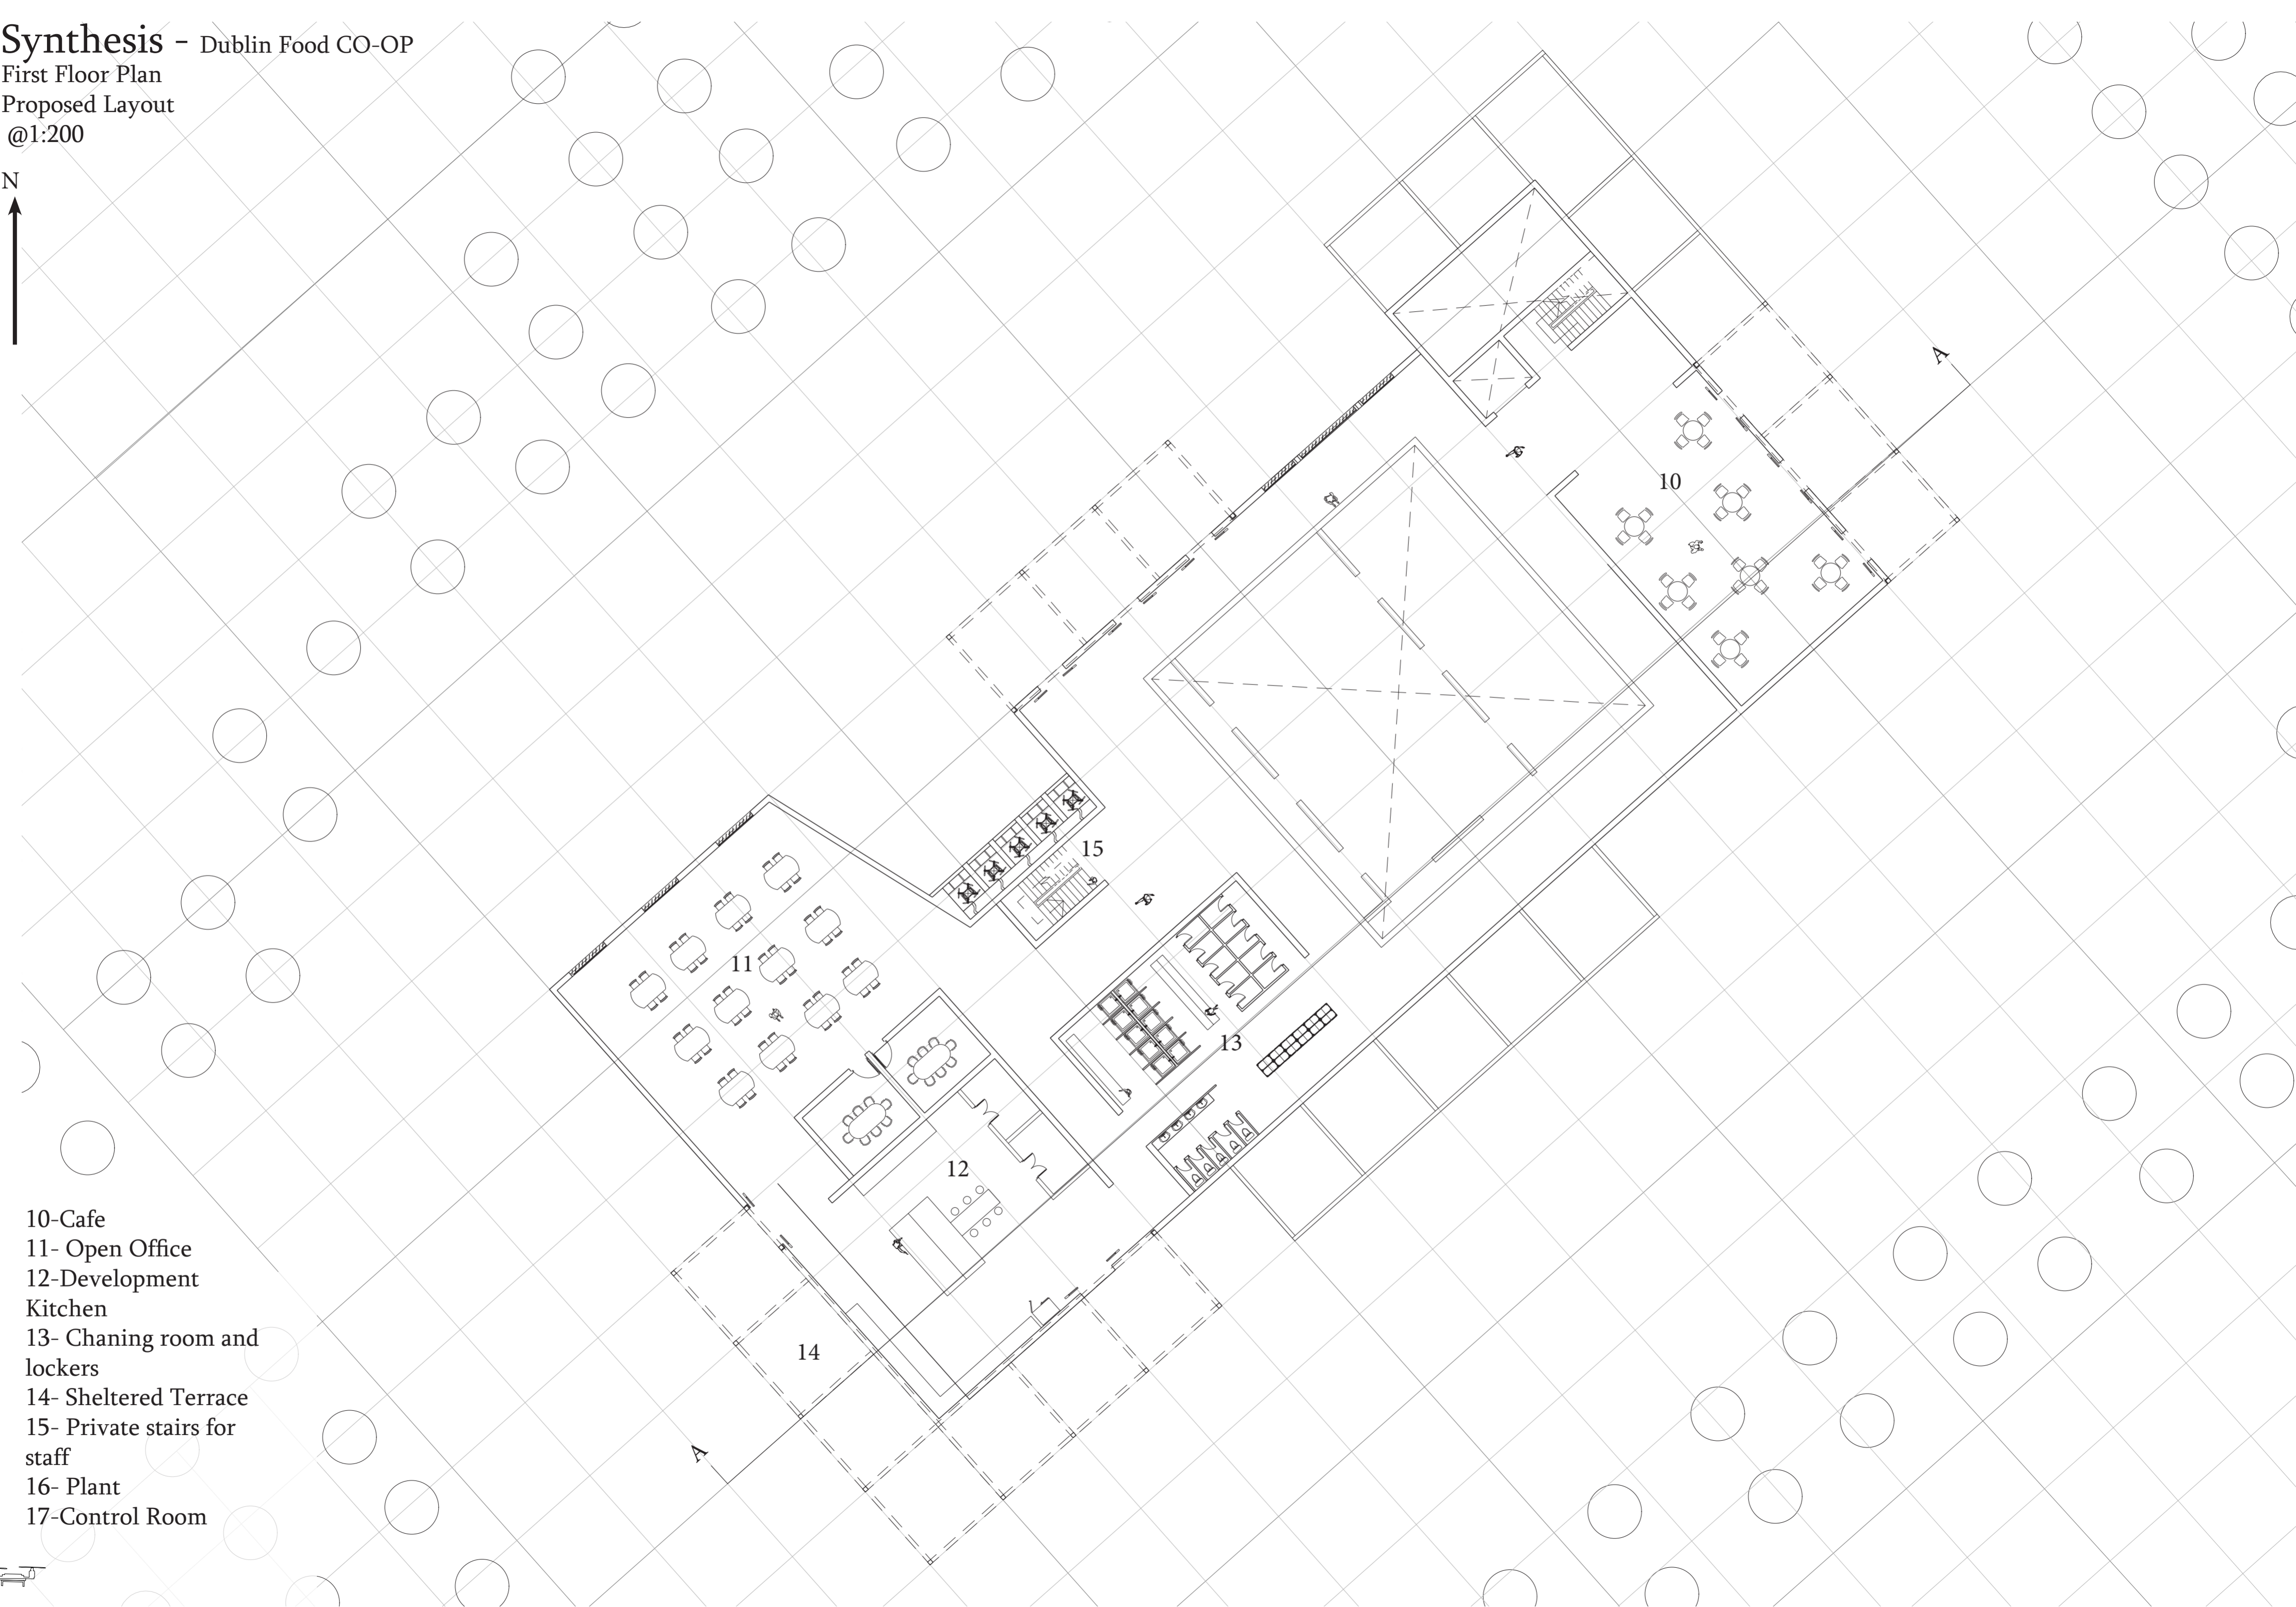 Synthesis - Dublin Food CO-OP
First Floor Plan
Proposed Layout
@1:200
N
A
10
15
11
13
12
14
A
10-Cafe
11- Open Office
12-Development
Kitchen
13- Chaning room and
lockers
14- Sheltered Terrace
15- Private stairs for
staff
16- Plant
17-Control Room